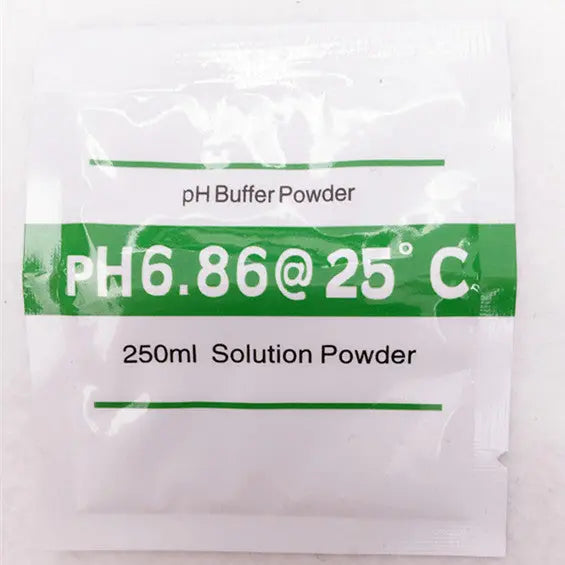 pH Buffer Powder
pH6.86@25°C
250ml Solution Powder